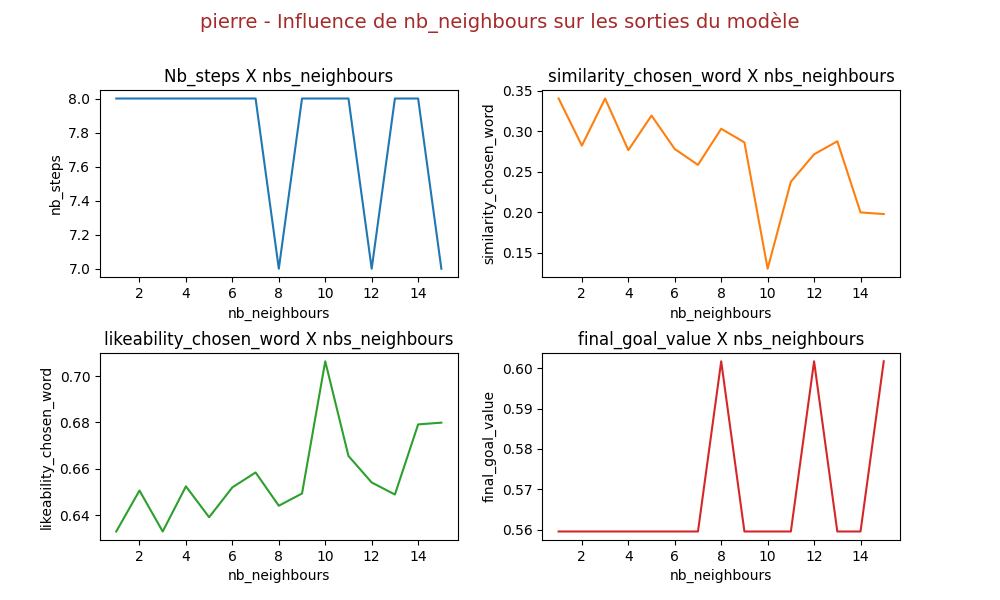 pierre - Influence de nb_neighbours sur les sorties du modèle
Nb_steps X nbs_neighbours
nb_steps
8.0
7.8
7.6
7.4
7.2
7.0
2 4 6 8 10 12 14
nb_neighbours
similarity_chosen_word X nbs_neighbours
similarity_chosen_word
0.35
0.30
0.25
0.20
0.15
2 4 6 8 10 12 14
nb_neighbours
likeability_chosen_word X nbs_neighbours
likeability_chosen_word
0.70
0.68
0.66
0.64
2 4 6 8 10 12 14
nb_neighbours
final_goal_value X nbs_neighbours
final_goal_value
0.60
0.59
0.58
0.57
0.56
2 4 6 8 10 12 14
nb_neighbours